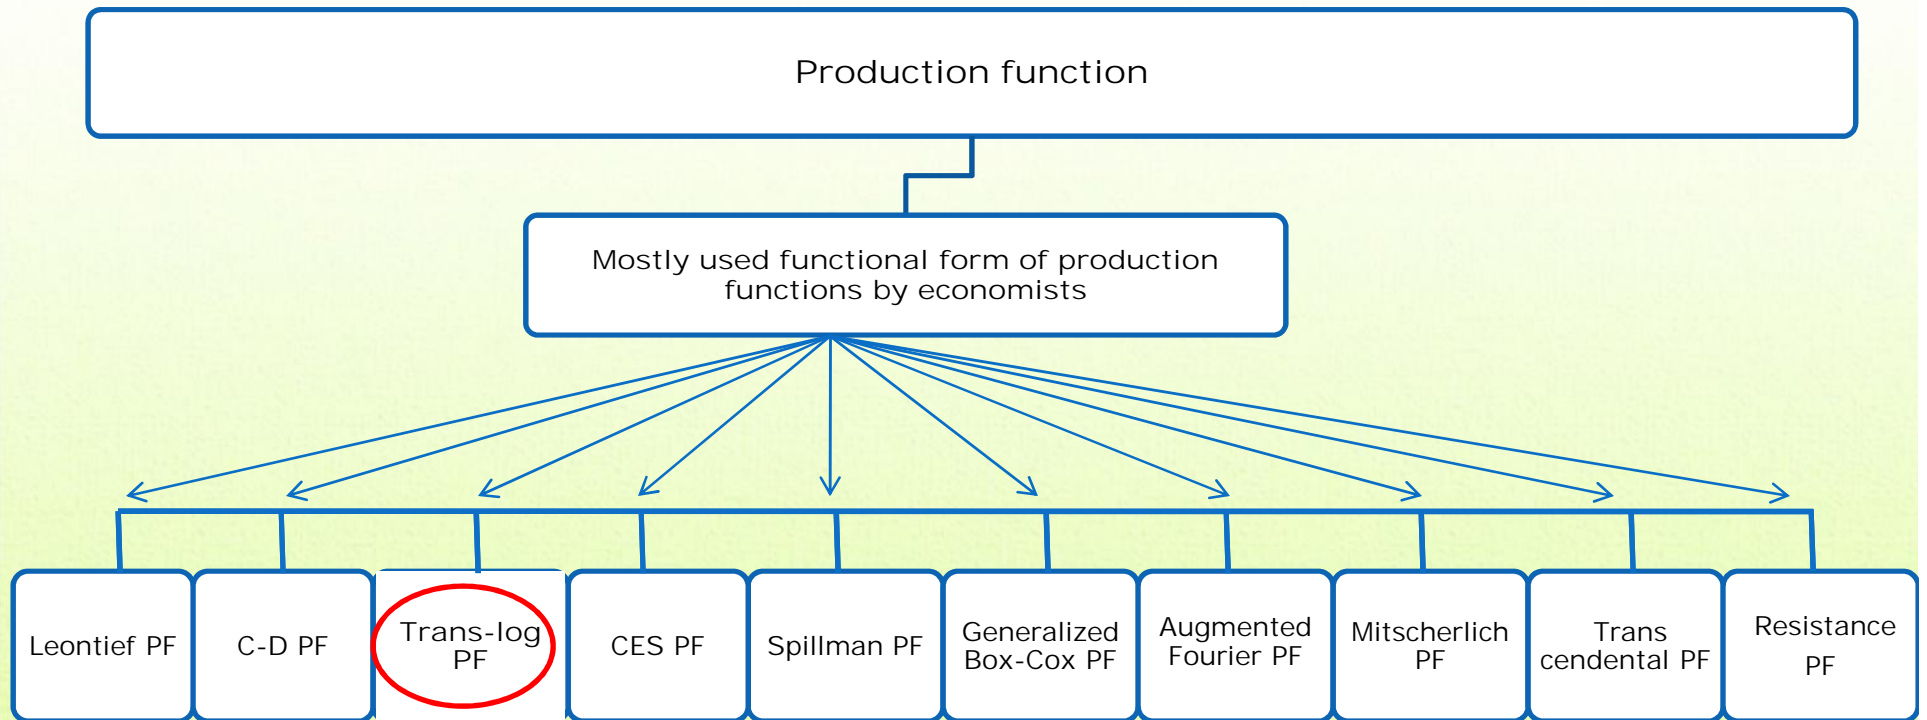 Production function
Mostly used functional form of production
functions by economists
Leontief PF
C-D PF
Trans-log
PF
CES PF
Spillman PF
Generalized
Box-Cox PF
Augmented
Fourier PF
Mitscherlich
PF
Trans
cendental PF
Resistance
PF